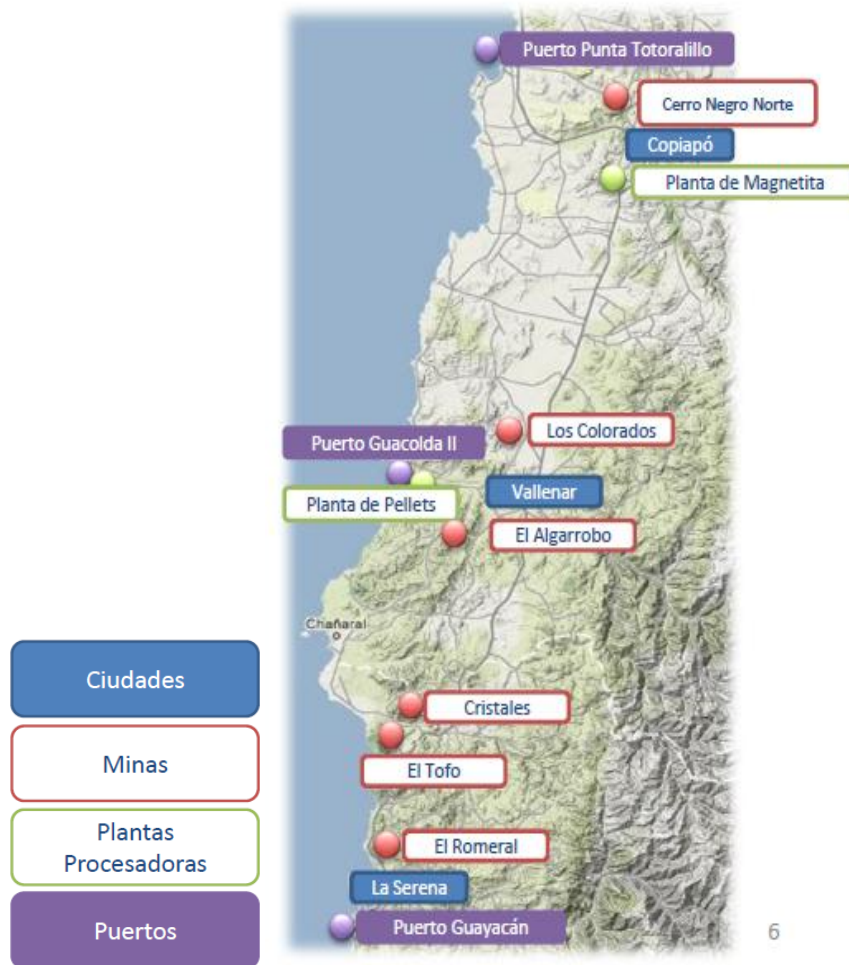 Puerto Punta Totoralillo
Cerro Negro Norte
Copiapó
Planta de Magnetita
Los Colorados
Puerto Guacolda II
Vallenar
Planta de Pellets
El Algarrobo
Chañaral
Ciudades
Cristales
Minas
El Tofo
Plantas
Procesadoras
El Romeral
La Serena
Puertos
Puerto Guayacán
6